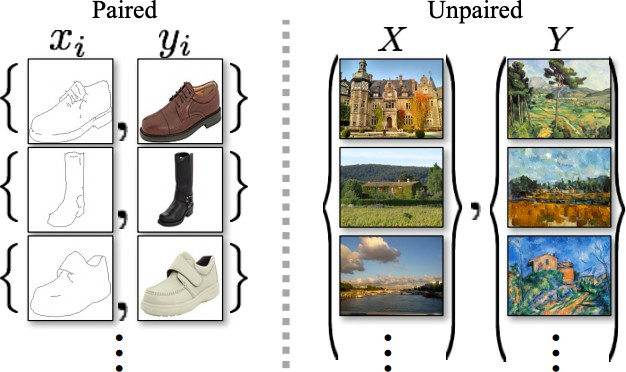 Paired
Unpaired
x_i
y_i
X
Y
{ , }
{ , }
{ , }
( ) , ( )